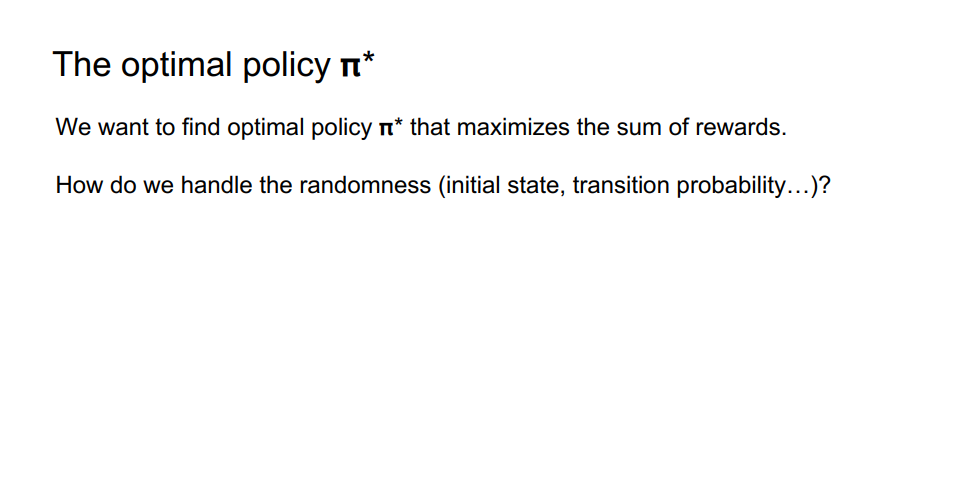 The optimal policy π*
We want to find optimal policy π* that maximizes the sum of rewards.
How do we handle the randomness (initial state, transition probability…)?